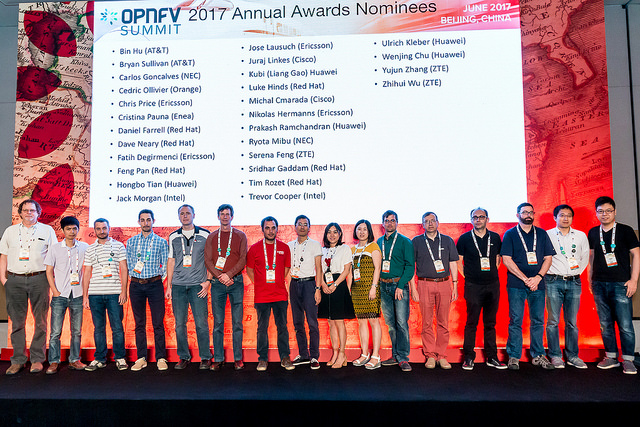 OPNFV
SUMMIT
2017 Annual Awards Nominees
JUNE 2017
BEIJING, CHINA
• Bin Hu (AT&T)
• Bryan Sullivan (AT&T)
• Carlos Goncalves (NEC)
• Cedric Ollivier (Orange)
• Chris Price (Ericsson)
• Cristina Pauna (Enea)
• Daniel Farrell (Red Hat)
• Dave Neary (Red Hat)
• Fatih Degirmenci (Ericsson)
• Feng Pan (Red Hat)
• Hongbo Tian (Huawei)
• Jack Morgan (Intel)
• Jose Lausuch (Ericsson)
• Juraj Linkes (Cisco)
• Kubi (Liang Gao) Huawei
• Luke Hinds (Red Hat)
• Michal Cmarada (Cisco)
• Nikolas Hermanns (Ericsson)
• Prakash Ramchandran (Huawei)
• Ryota Mibu (NEC)
• Serena Feng (ZTE)
• Sridhar Gaddam (Red Hat)
• Tim Rozet (Red Hat)
• Trevor Cooper (Intel)
• Ulrich Kleber (Huawei)
• Wenjing Chu (Huawei)
• Yujun Zhang (ZTE)
• Zhihui Wu (ZTE)